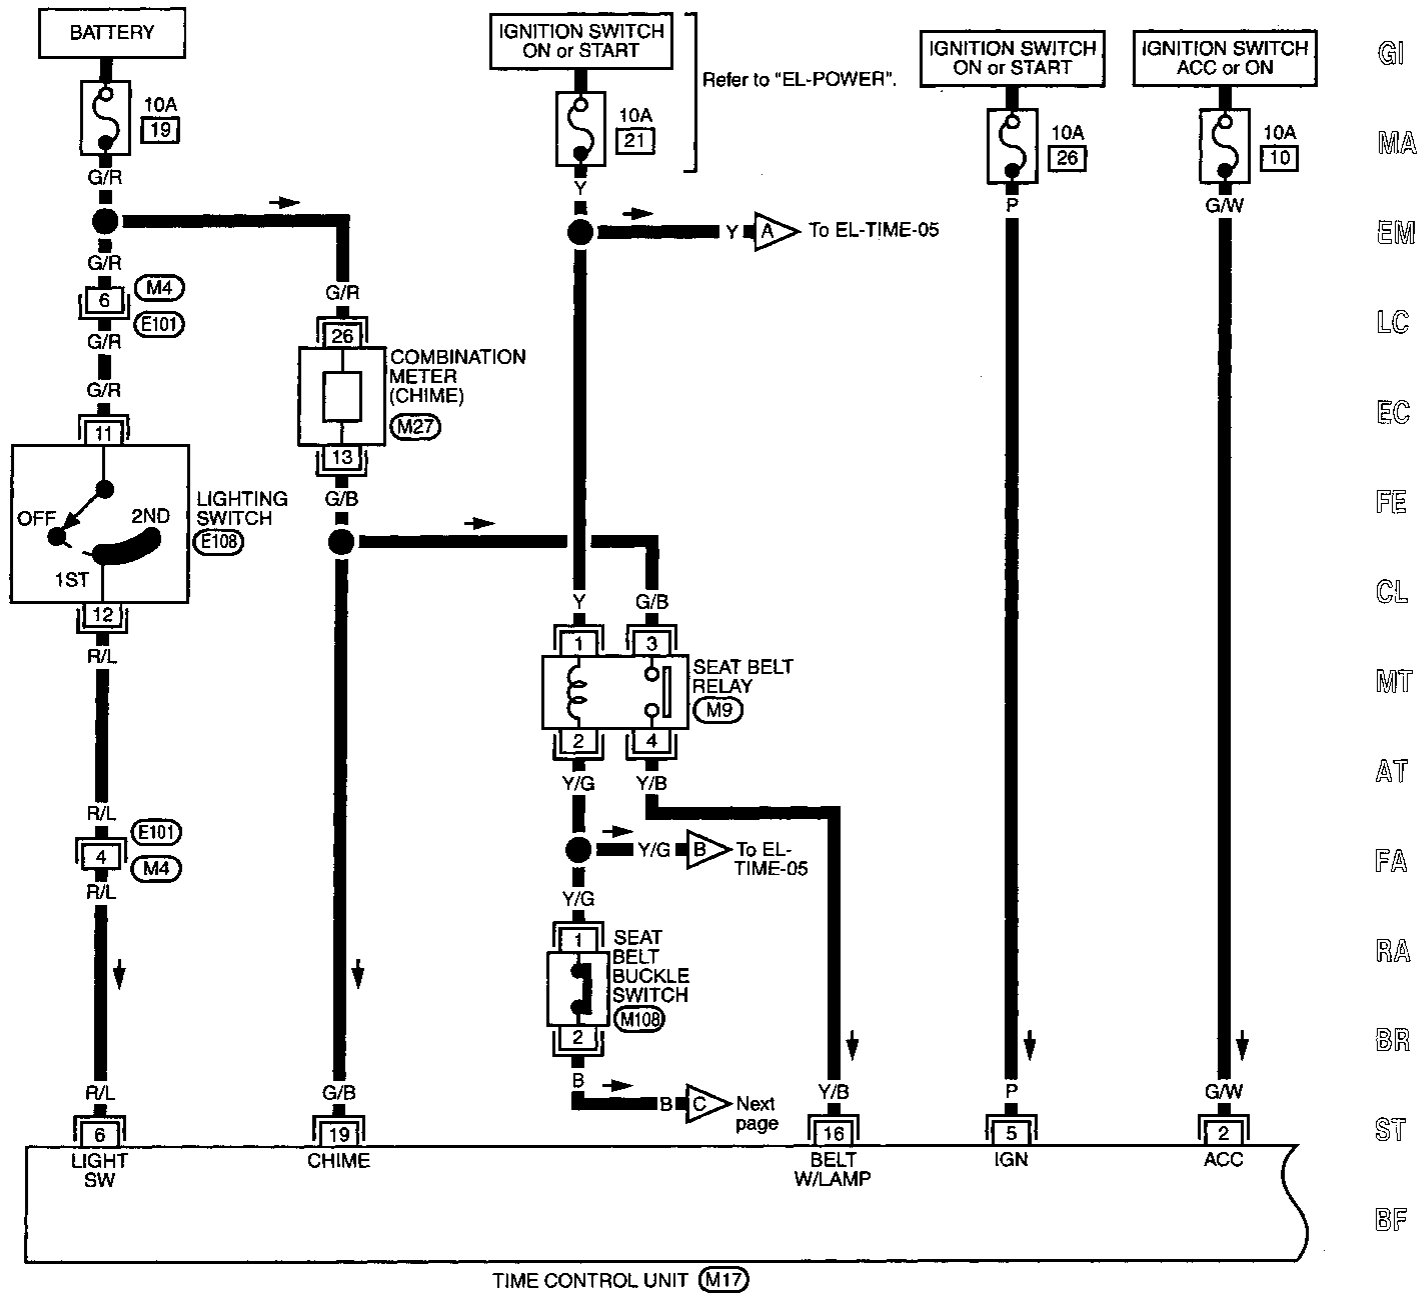 BATTERY
10A
19
G/R
G/R
6
M4
E101
G/R
G/R
11
OFF
2ND
1ST
LIGHTING
SWITCH
E108
12
R/L
R/L
4
E101
M4
R/L
R/L
6
LIGHT
SW
G/R
26
COMBINATION
METER
(CHIME)
M27
13
G/B
G/B
19
CHIME
IGNITION SWITCH
ON or START
Refer to "EL-POWER".
10A
21
Y
Y
A
To EL-TIME-05
Y
G/B
1
3
SEAT BELT
RELAY
M9
2
4
Y/G
Y/B
Y/G
B
To EL-
TIME-05
Y/G
1
SEAT
BELT
BUCKLE
SWITCH
M108
2
B
B
C
Next
page
Y/B
16
BELT
W/LAMP
IGNITION SWITCH
ON or START
10A
26
P
P
5
IGN
IGNITION SWITCH
ACC or ON
10A
10
G/W
G/W
2
ACC
TIME CONTROL UNIT
M17
GI
MA
EM
LC
EC
FE
CL
MT
AT
FA
RA
BR
ST
BF